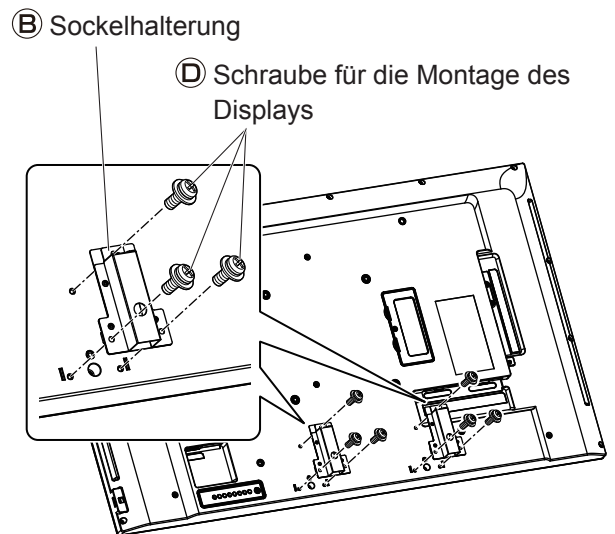 Ⓑ Sockelhalterung
Ⓓ Schraube für die Montage des
Displays